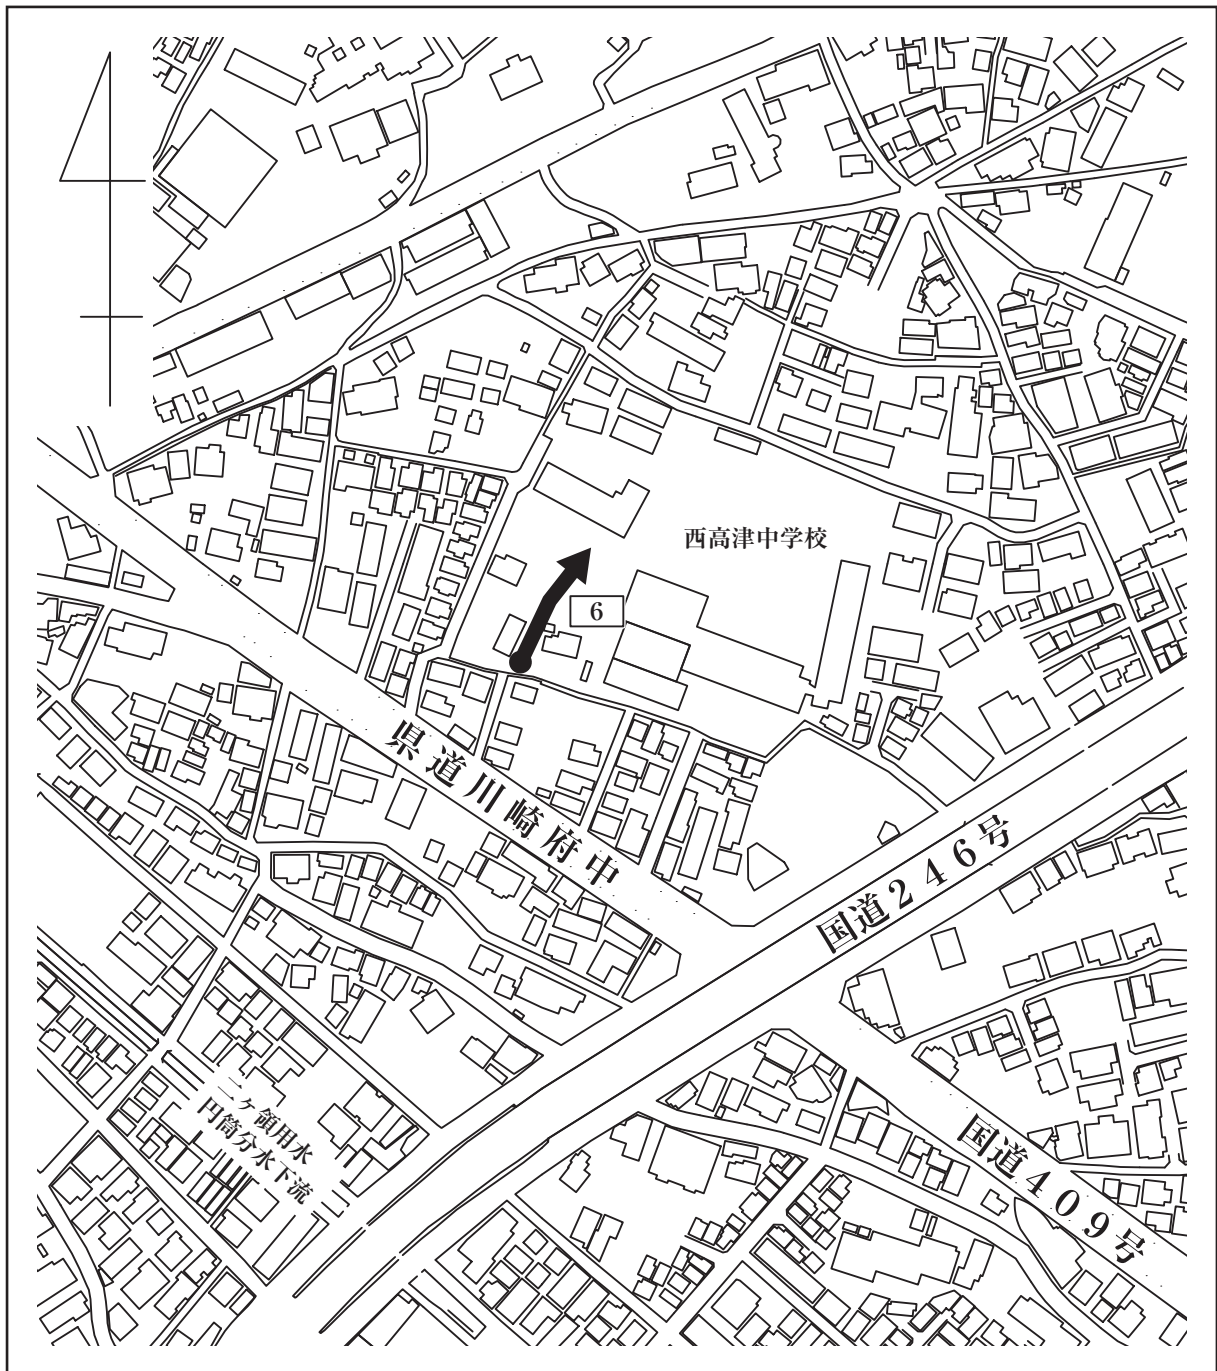 西高津中学校
6
県道川崎府中
国道246号
二ヶ領用水
円筒分水下流
国道409号